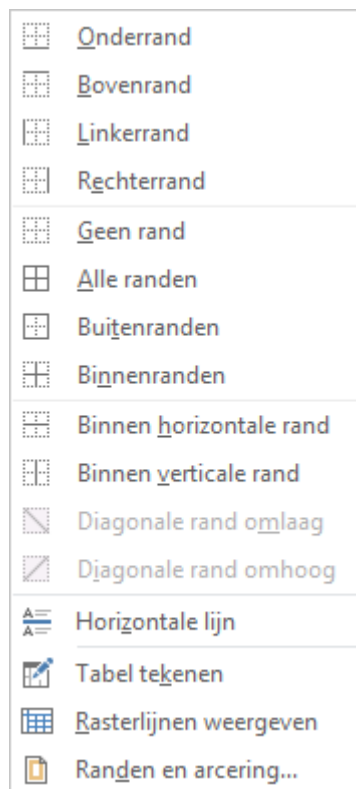 Onderrand
Bovenrand
Linkerrand
Rechterrand
Geen rand
Alle randen
Buitenranden
Binnenranden
Binnen horizontale rand
Binnen verticale rand
Diagonale rand omlaag
Diagonale rand omhoog
Horizontale lijn
Tabel tekenen
Rasterlijnen weergeven
Randen en arcering...